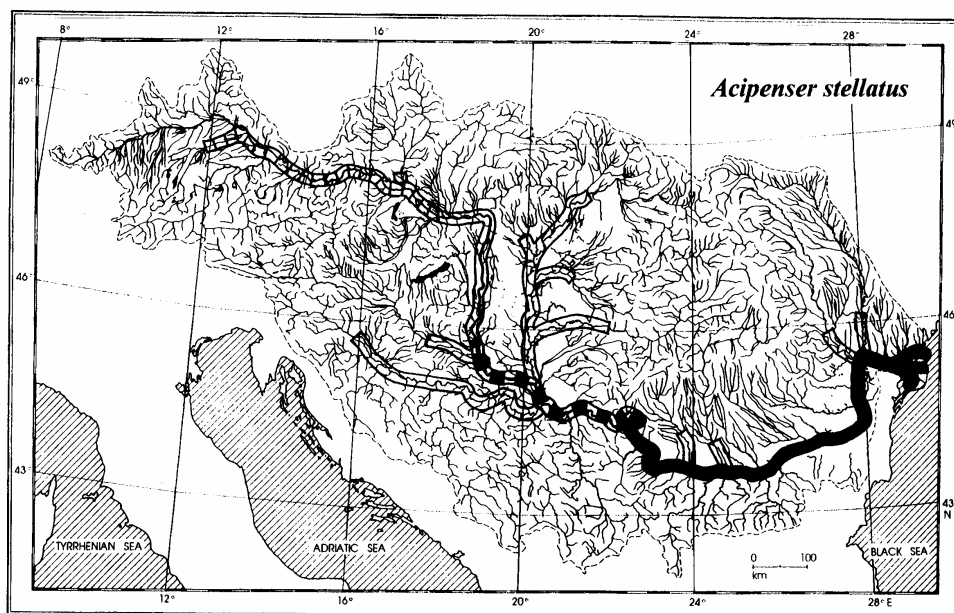 8° 12° 16° 20° 24° 28°
49°
Acipenser stellatus
49
46°
46
43°
43
N
TYRRHENIAN SEA
ADRIATIC SEA
0 100
km
BLACK SEA
12° 16° 20° 24° 28° E